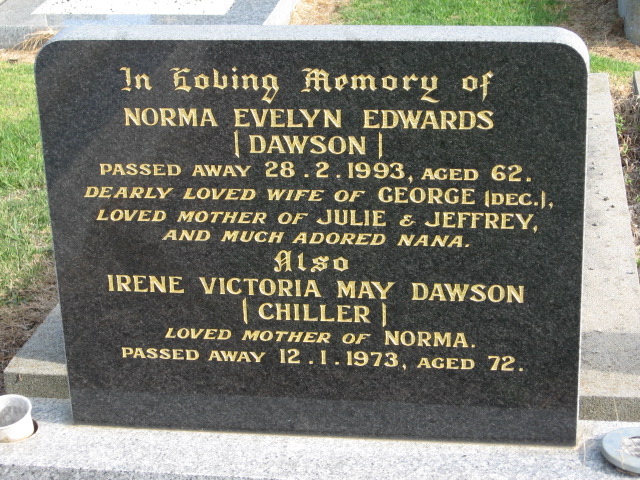 In Loving Memory of
NORMA EVELYN EDWARDS
(DAWSON)
PASSED AWAY 28.2.1993, AGED 62.
DEARLY LOVED WIFE OF GEORGE (DEC.),
LOVED MOTHER OF JULIE & JEFFREY,
AND MUCH ADORED NANA.
Also
IRENE VICTORIA MAY DAWSON
(CHILLER)
LOVED MOTHER OF NORMA.
PASSED AWAY 12.1.1973, AGED 72.